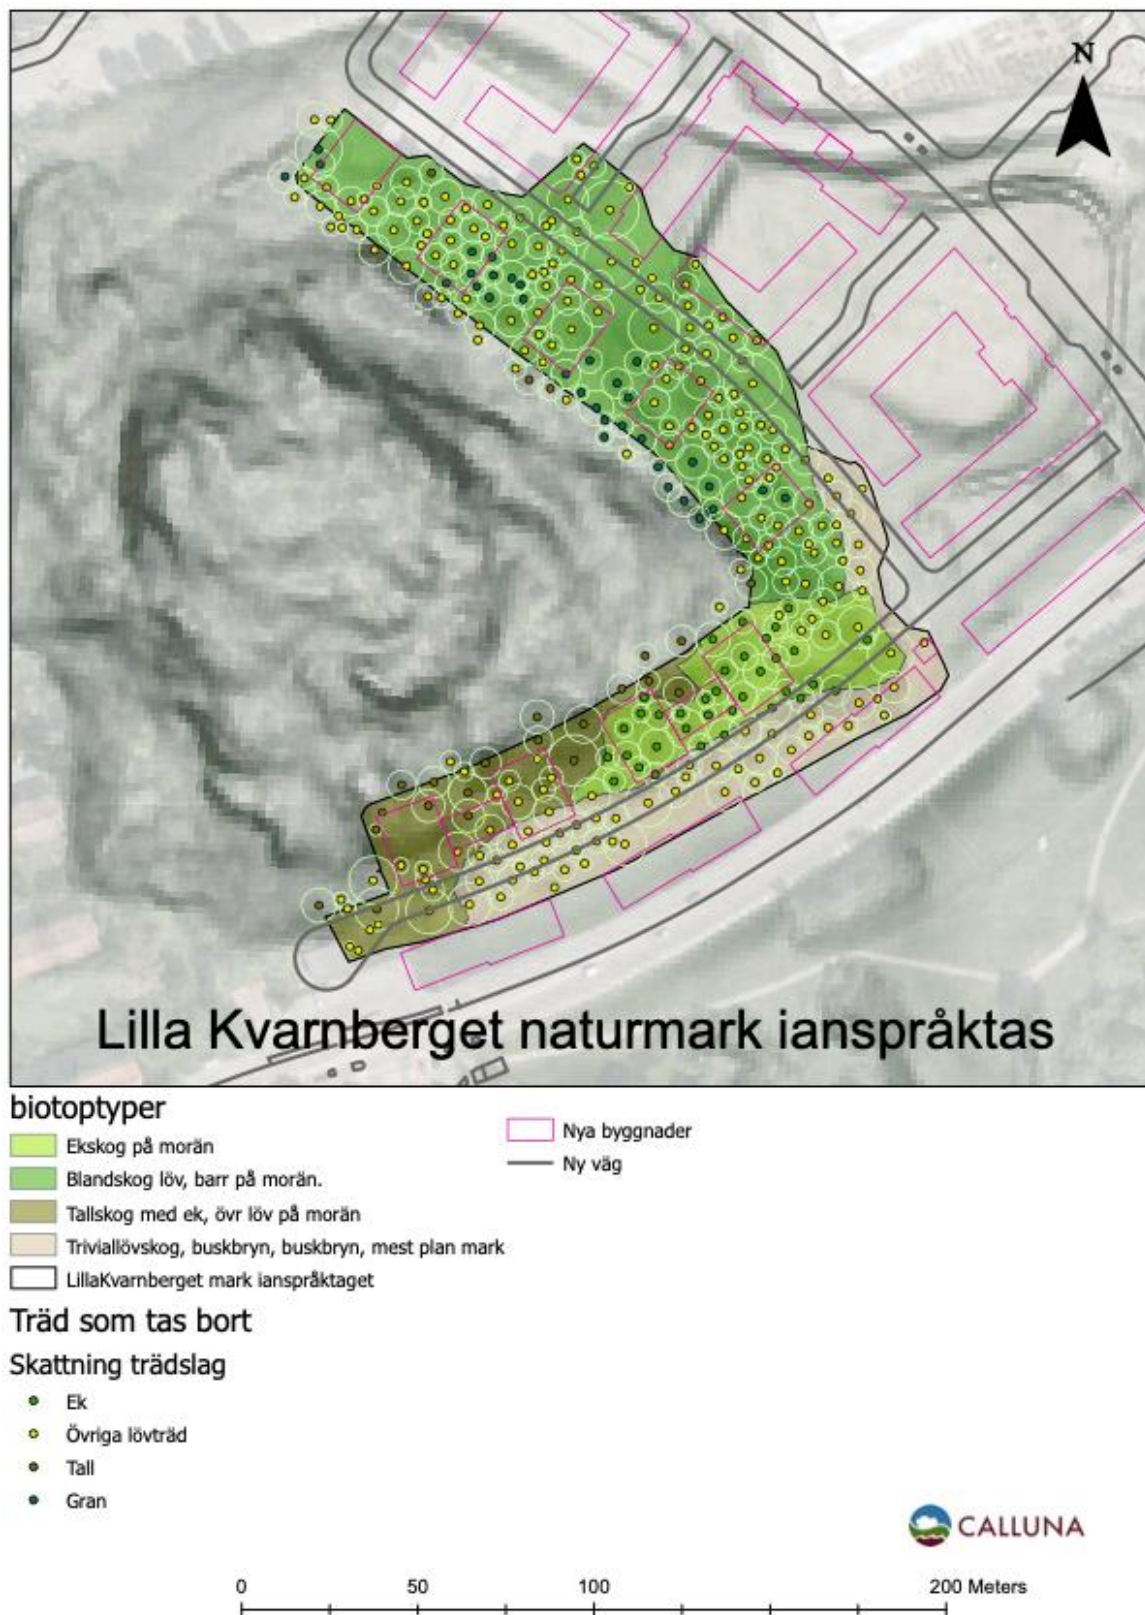 N
Lilla Kvarnberget naturmark ianspråktas
biotoptyper
Ekskog på morän
Blandskog löv, barr på morän.
Tallskog med ek, övr löv på morän
Triviallövskog, buskbryn, buskbryn, mest plan mark
LillaKvarnberget mark ianspråktaget
Nya byggnader
Ny väg
Träd som tas bort
Skattning trädslag
Ek
Övriga lövträd
Tall
Gran
CALLUNA
0 50 100 200 Meters